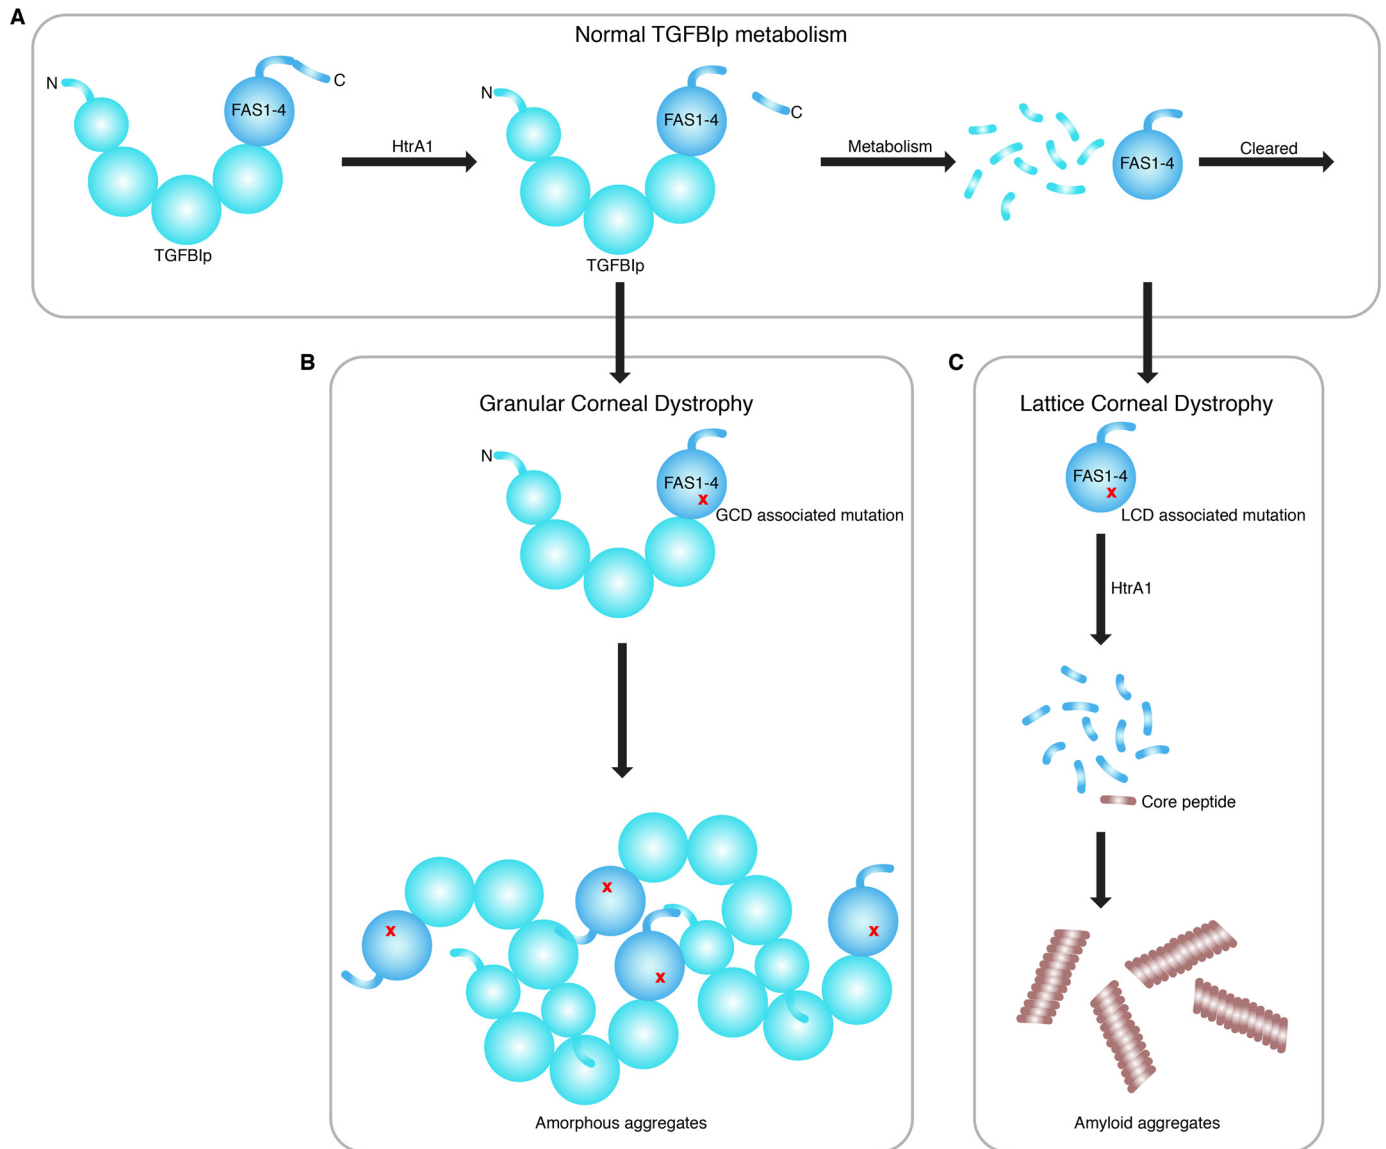 A
Normal TGFBIp metabolism
N
FAS1-4
C
TGFBIp
HtrA1
N
FAS1-4
C
TGFBIp
Metabolism
FAS1-4
Cleared
B
Granular Corneal Dystrophy
N
FAS1-4
x
GCD associated mutation
x
x
x
x
Amorphous aggregates
C
Lattice Corneal Dystrophy
FAS1-4
x
LCD associated mutation
HtrA1
Core peptide
Amyloid aggregates